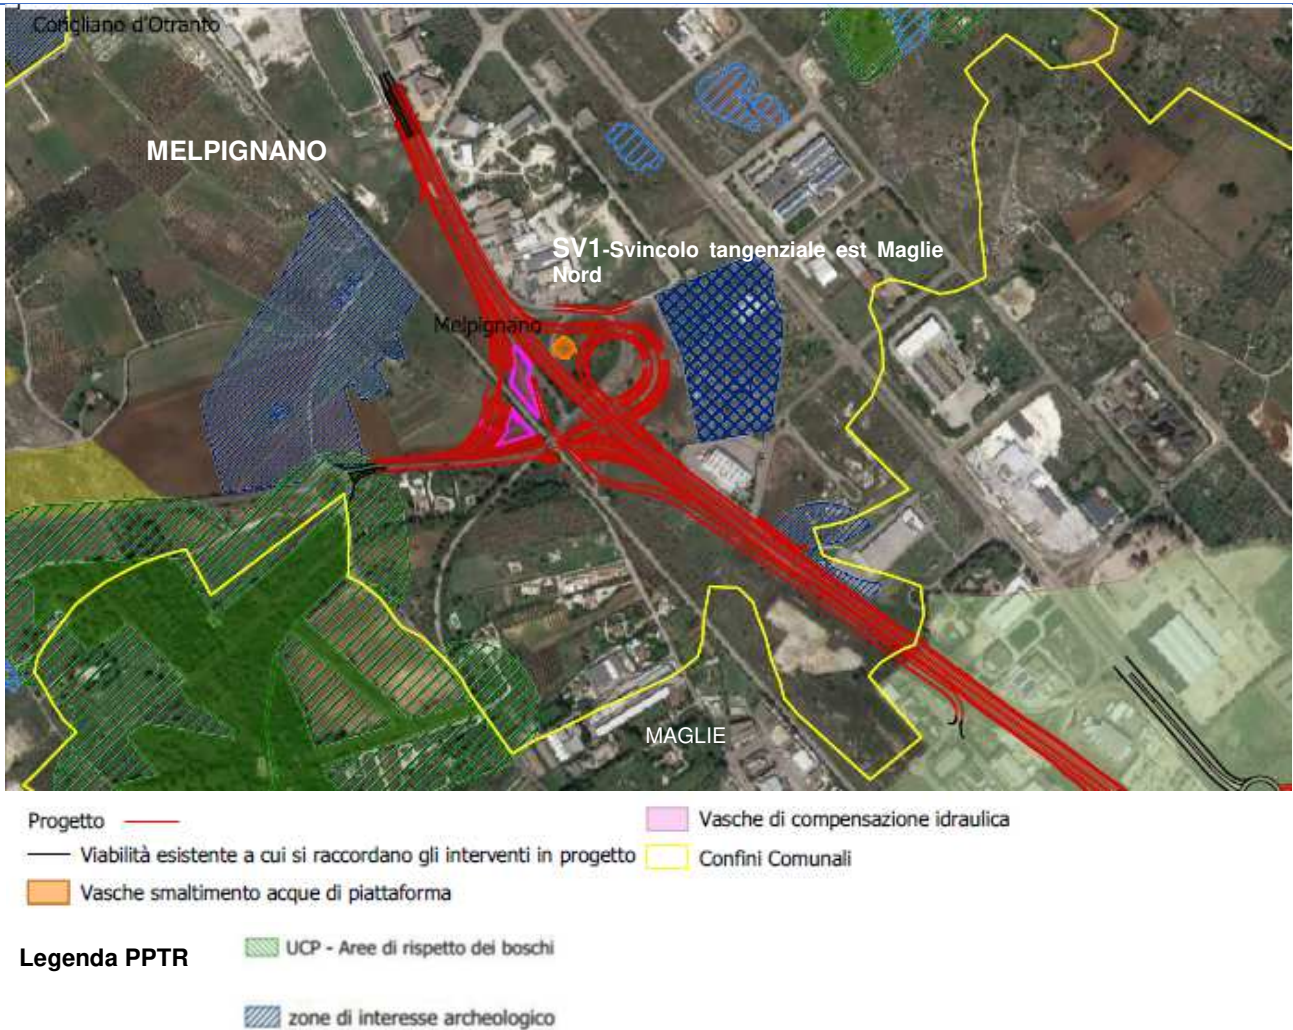 Corigliano d'Otranto
MELPIGNANO
SV1-Svincolo tangenziale est Maglie
Nord
Melpignano
MAGLIE
Progetto
Vasche di compensazione idraulica
Viabilità esistente a cui si raccordano gli interventi in progetto
Confini Comunali
Vasche smaltimento acque di piattaforma
Legenda PPTR
UCP - Aree di rispetto dei boschi
zone di interesse archeologico